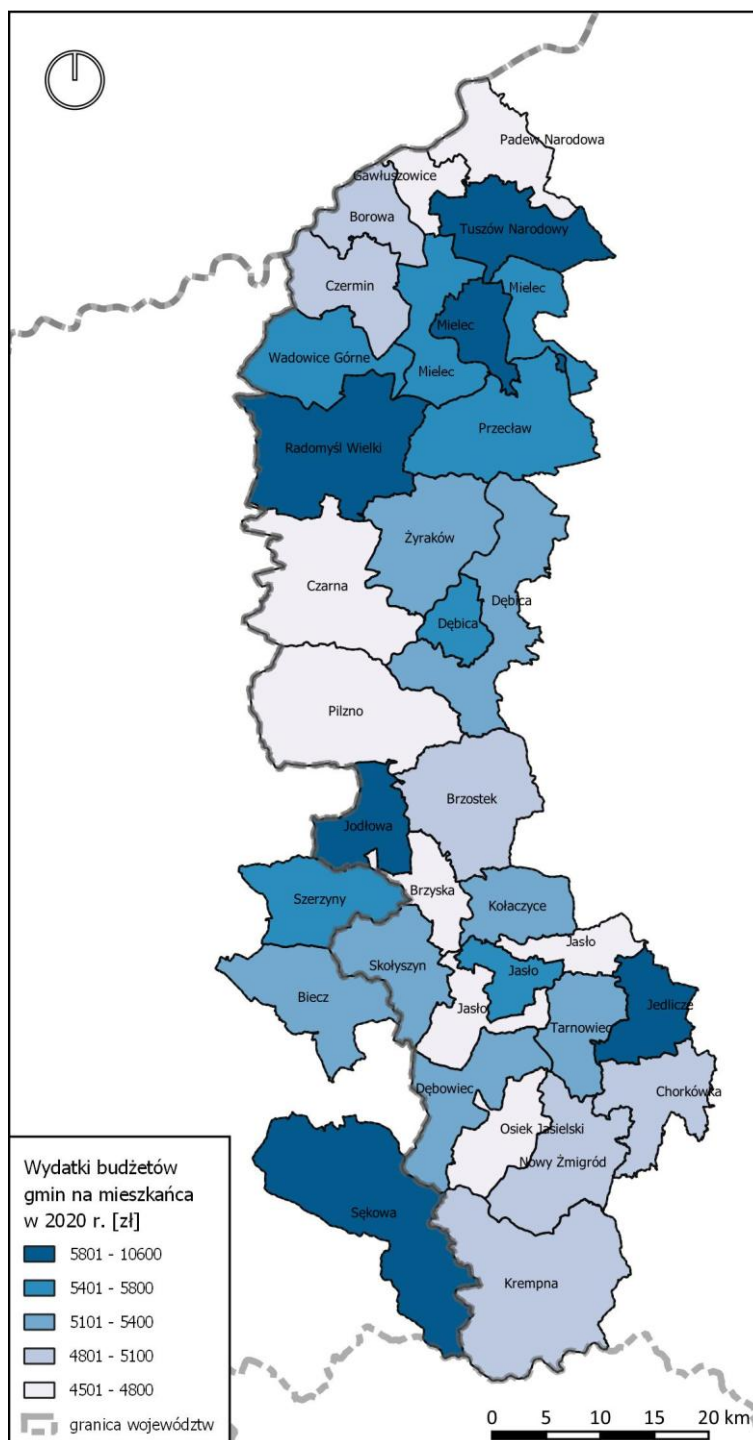 Padew Narodowa
Gawłuszowice
Borowa
Tuszów Narodowy
Czermin
Mielec
Mielec
Wadowice Górne
Mielec
Przecław
Radomyśl Wielki
Żyraków
Czarna
Dębica
Dębica
Pilzno
Brzostek
Jodłowa
Brzyska
Szerzyny
Kołaczyce
Jasło
Skołyszyn
Jasło
Biecz
Jasło
Jedlicze
Tarnowiec
Dębowiec
Chorkówka
Osiek Jasielski
Nowy Żmigród
Sękowa
Krempna
Wydatki budżetów
gmin na mieszkańca
w 2020 r. [zł]
5801 - 10600
5401 - 5800
5101 - 5400
4801 - 5100
4501 - 4800
granica województw
0 5 10 15 20 km